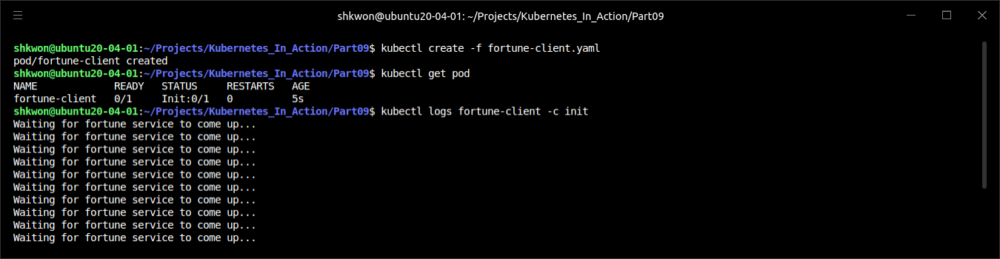 shkwon@ubuntu20-04-01: ~/Projects/Kubernetes_In_Action/Part09
shkwon@ubuntu20-04-01:~/Projects/Kubernetes_In_Action/Part09$ kubectl create -f fortune-client.yaml
pod/fortune-client created
shkwon@ubuntu20-04-01:~/Projects/Kubernetes_In_Action/Part09$ kubectl get pod
NAME             READY   STATUS     RESTARTS   AGE
fortune-client   0/1     Init:0/1   0          5s
shkwon@ubuntu20-04-01:~/Projects/Kubernetes_In_Action/Part09$ kubectl logs fortune-client -c init
Waiting for fortune service to come up...
Waiting for fortune service to come up...
Waiting for fortune service to come up...
Waiting for fortune service to come up...
Waiting for fortune service to come up...
Waiting for fortune service to come up...
Waiting for fortune service to come up...
Waiting for fortune service to come up...
Waiting for fortune service to come up...
Waiting for fortune service to come up...